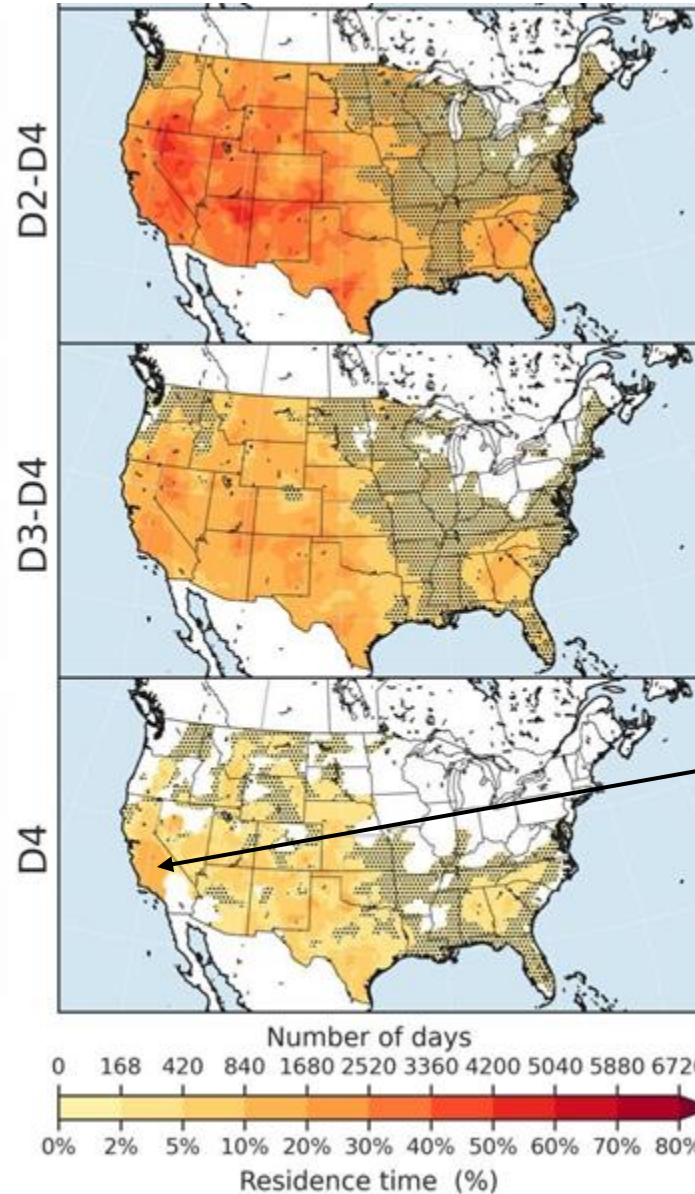 D2-D4
D3-D4
D4
Number of days
0 168 420 840 1680 2520 3360 4200 5040 5880 672
0% 2% 5% 10% 20% 30% 40% 50% 60% 70% 80%
Residence time (%)